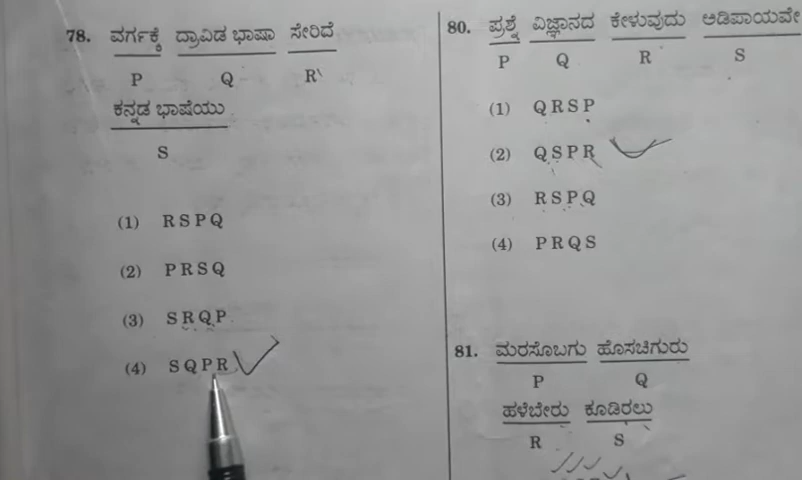 78. ವರ್ಗಕ್ಕೆ ದ್ರಾವಿಡ ಭಾಷಾ ಸೇರಿದೆ
P Q R
ಕನ್ನಡ ಭಾಷೆಯು
S
(1) R S P Q
(2) P R S Q
(3) S R Q P
(4) S Q P R
80. ಪ್ರಶ್ನೆ ವಿಜ್ಞಾನದ ಕೇಳುವುದು ಅಡಿಪಾಯವೇ
P Q R S
(1) Q R S P
(2) Q S P R
(3) R S P Q
(4) P R Q S
81. ಮರಸೊಬಗು ಹೊಸಚಿಗುರು
P Q
ಹಳೆಬೇರು ಕೂಡಿರಲು
R S